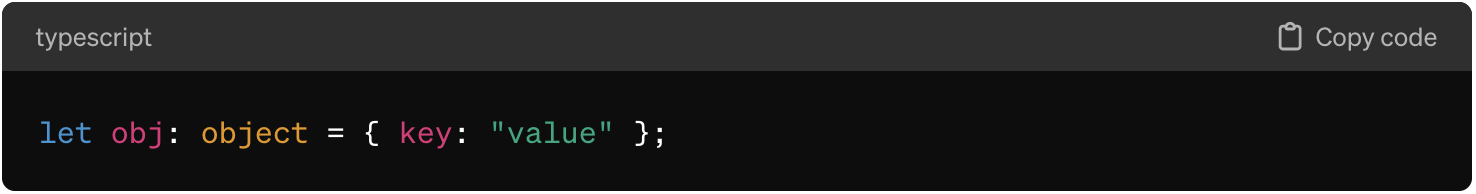 typescript
Copy code
let obj: object = { key: "value" };